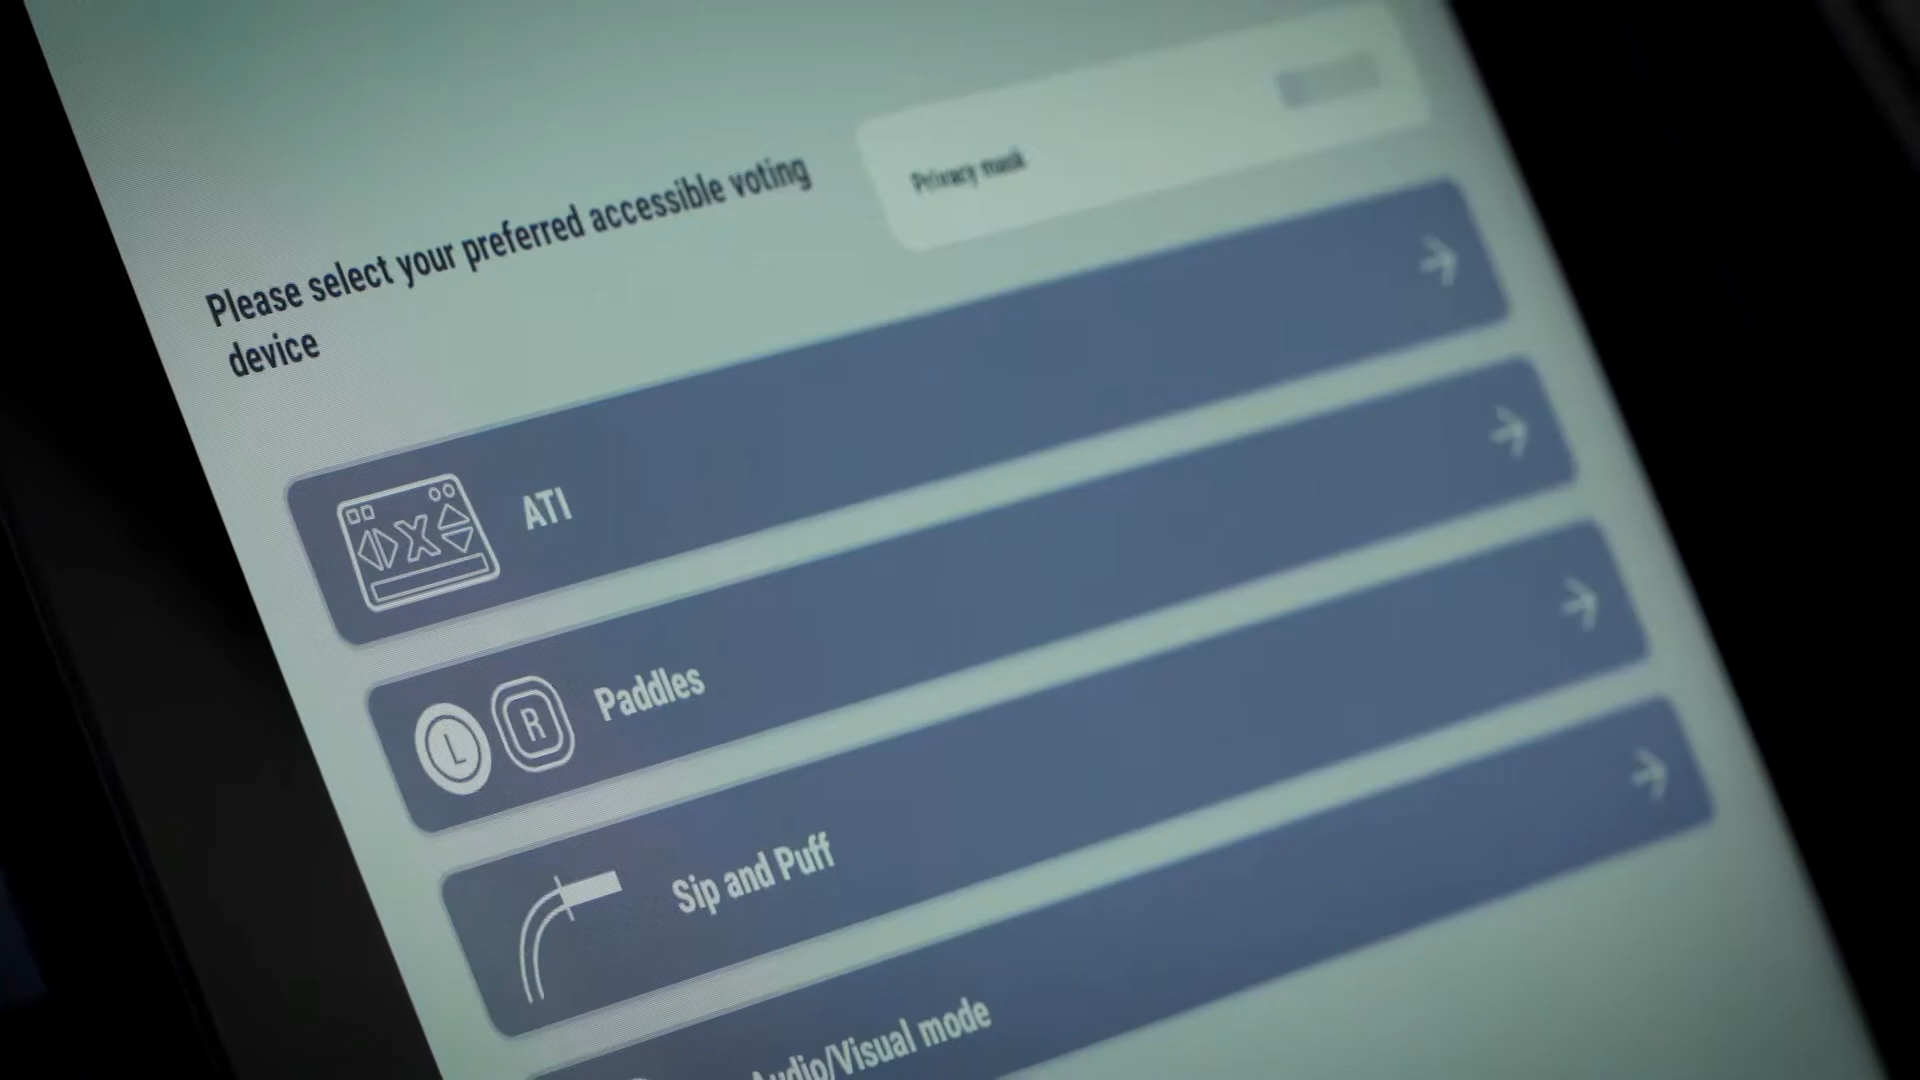 Please select your preferred accessible voting
device
Privacy mask
ATI
L R Paddles
Sip and Puff
Audio/Visual mode